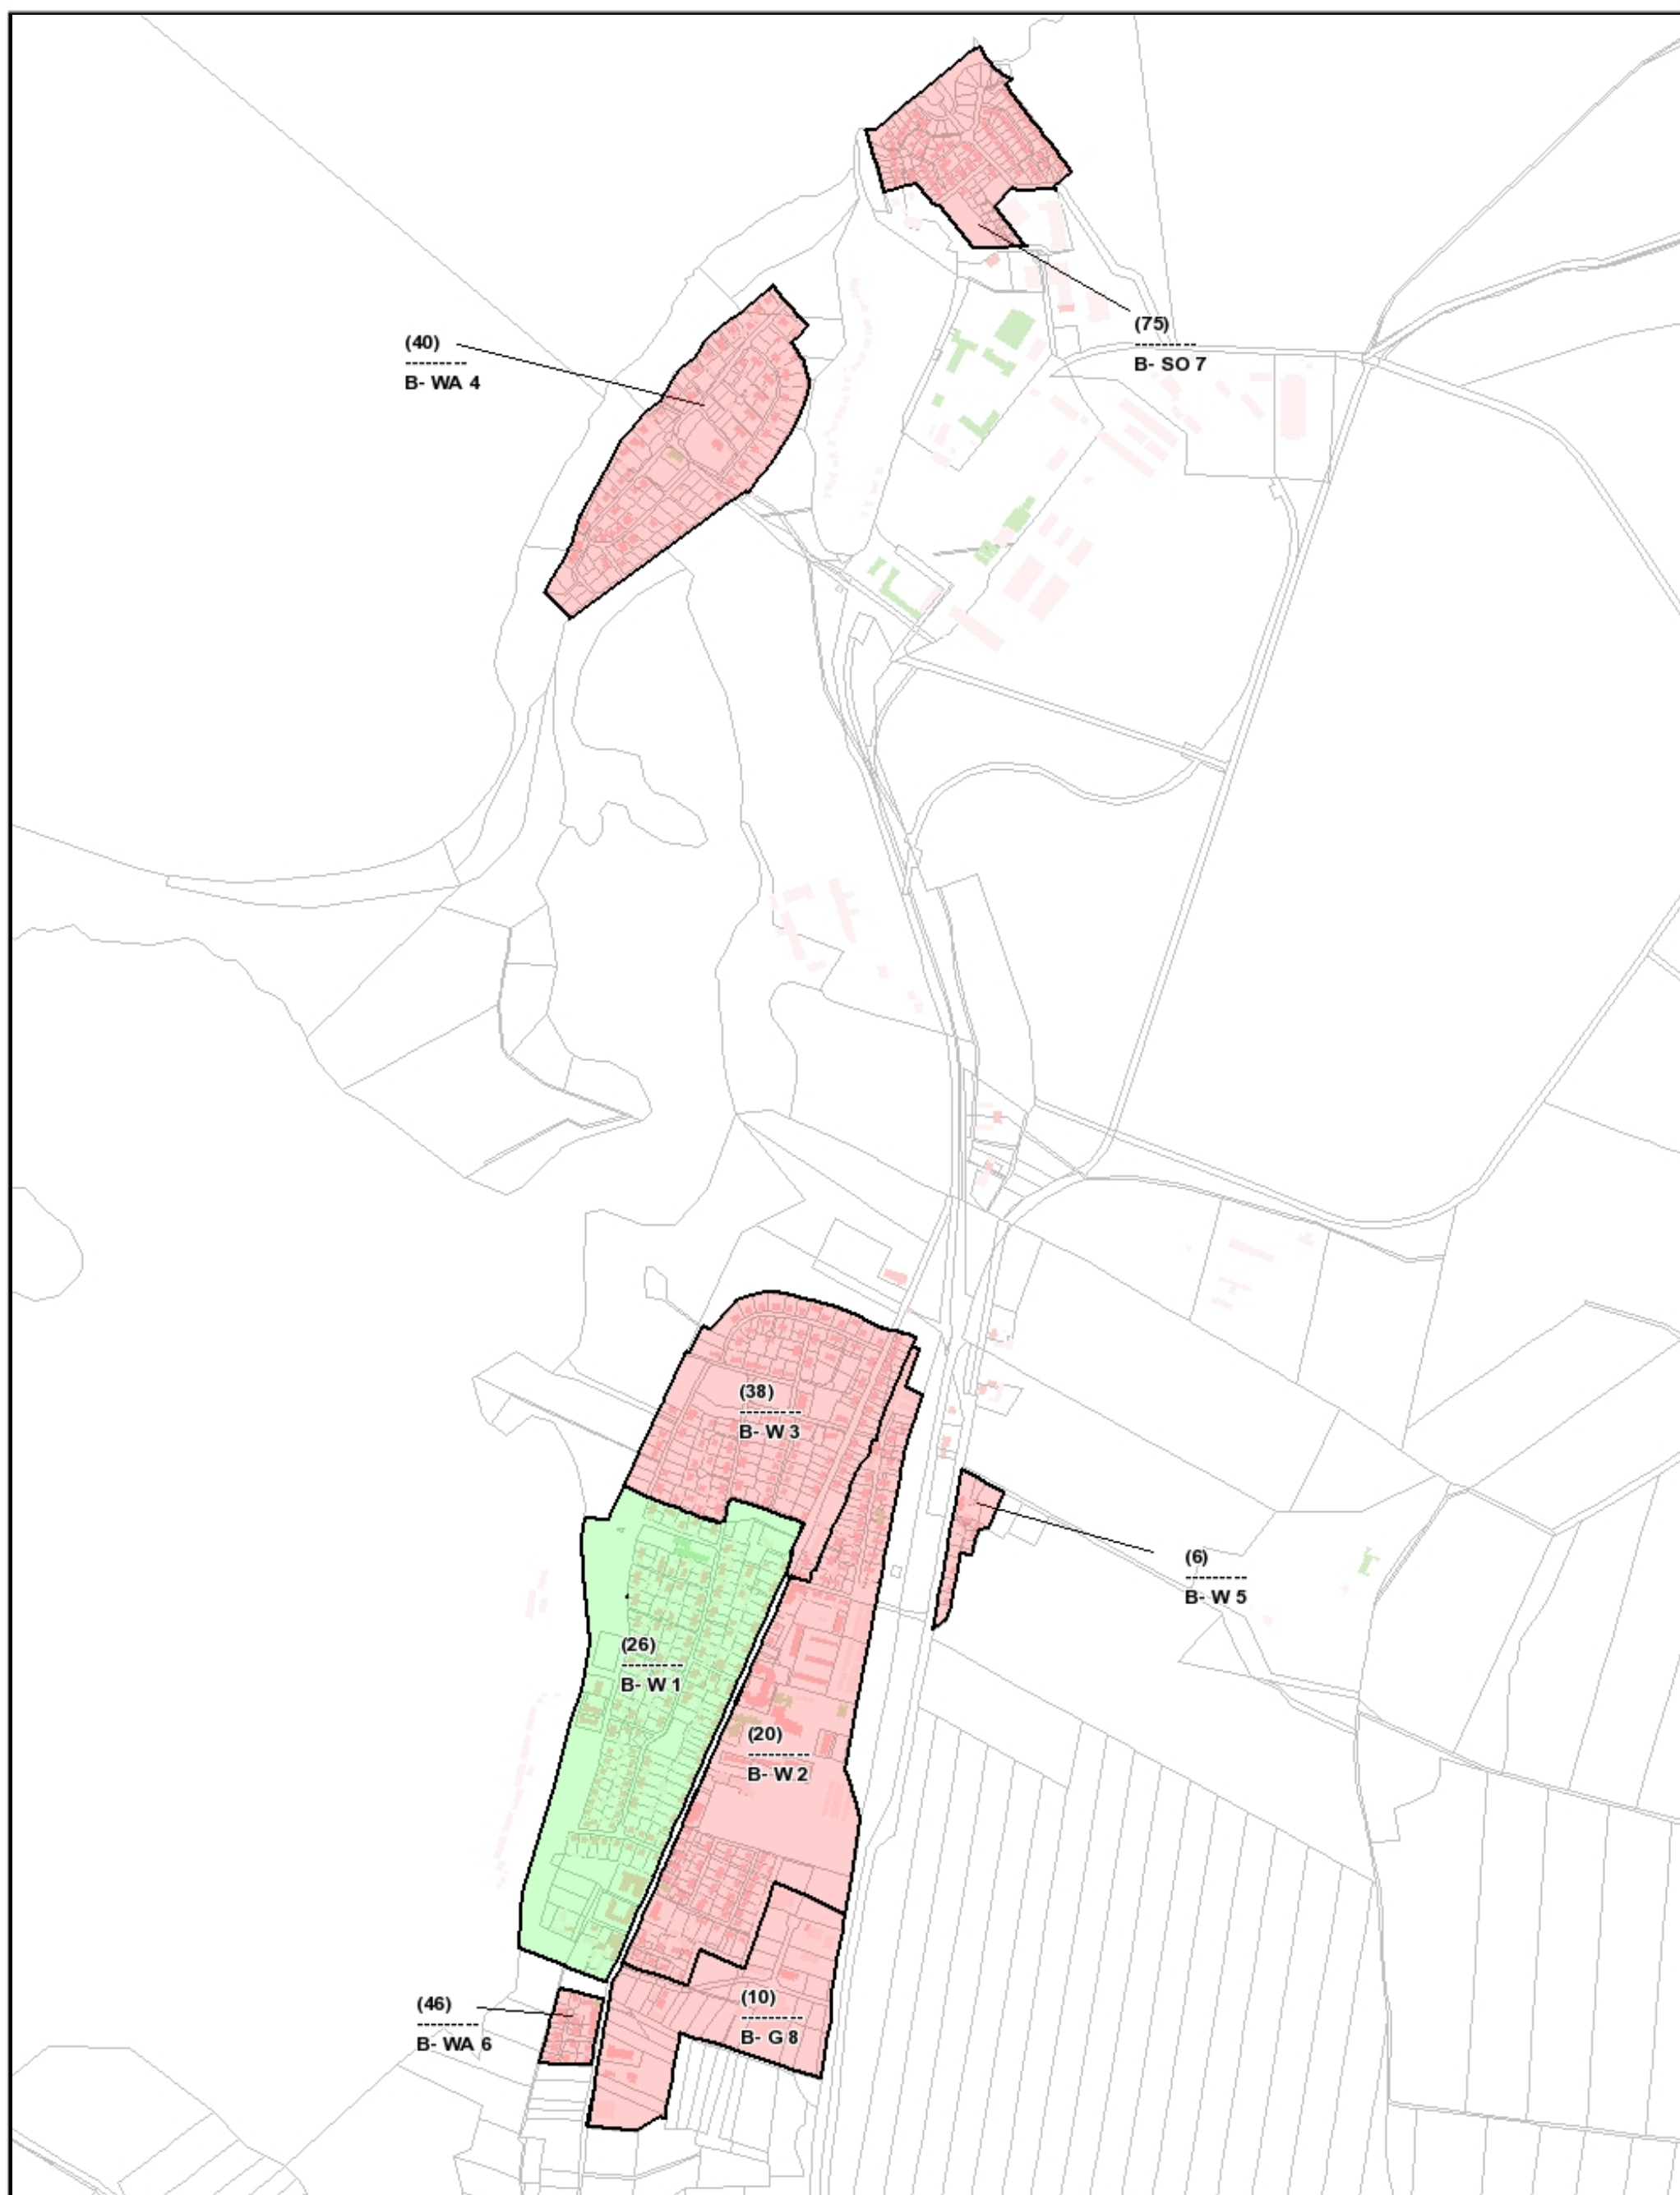 (75)
---------
B- SO 7
(40)
---------
B- WA 4
(38)
---------
B- W 3
(6)
---------
B- W 5
(26)
---------
B- W 1
(20)
---------
B- W 2
(10)
---------
B- G 8
(46)
---------
B- WA 6